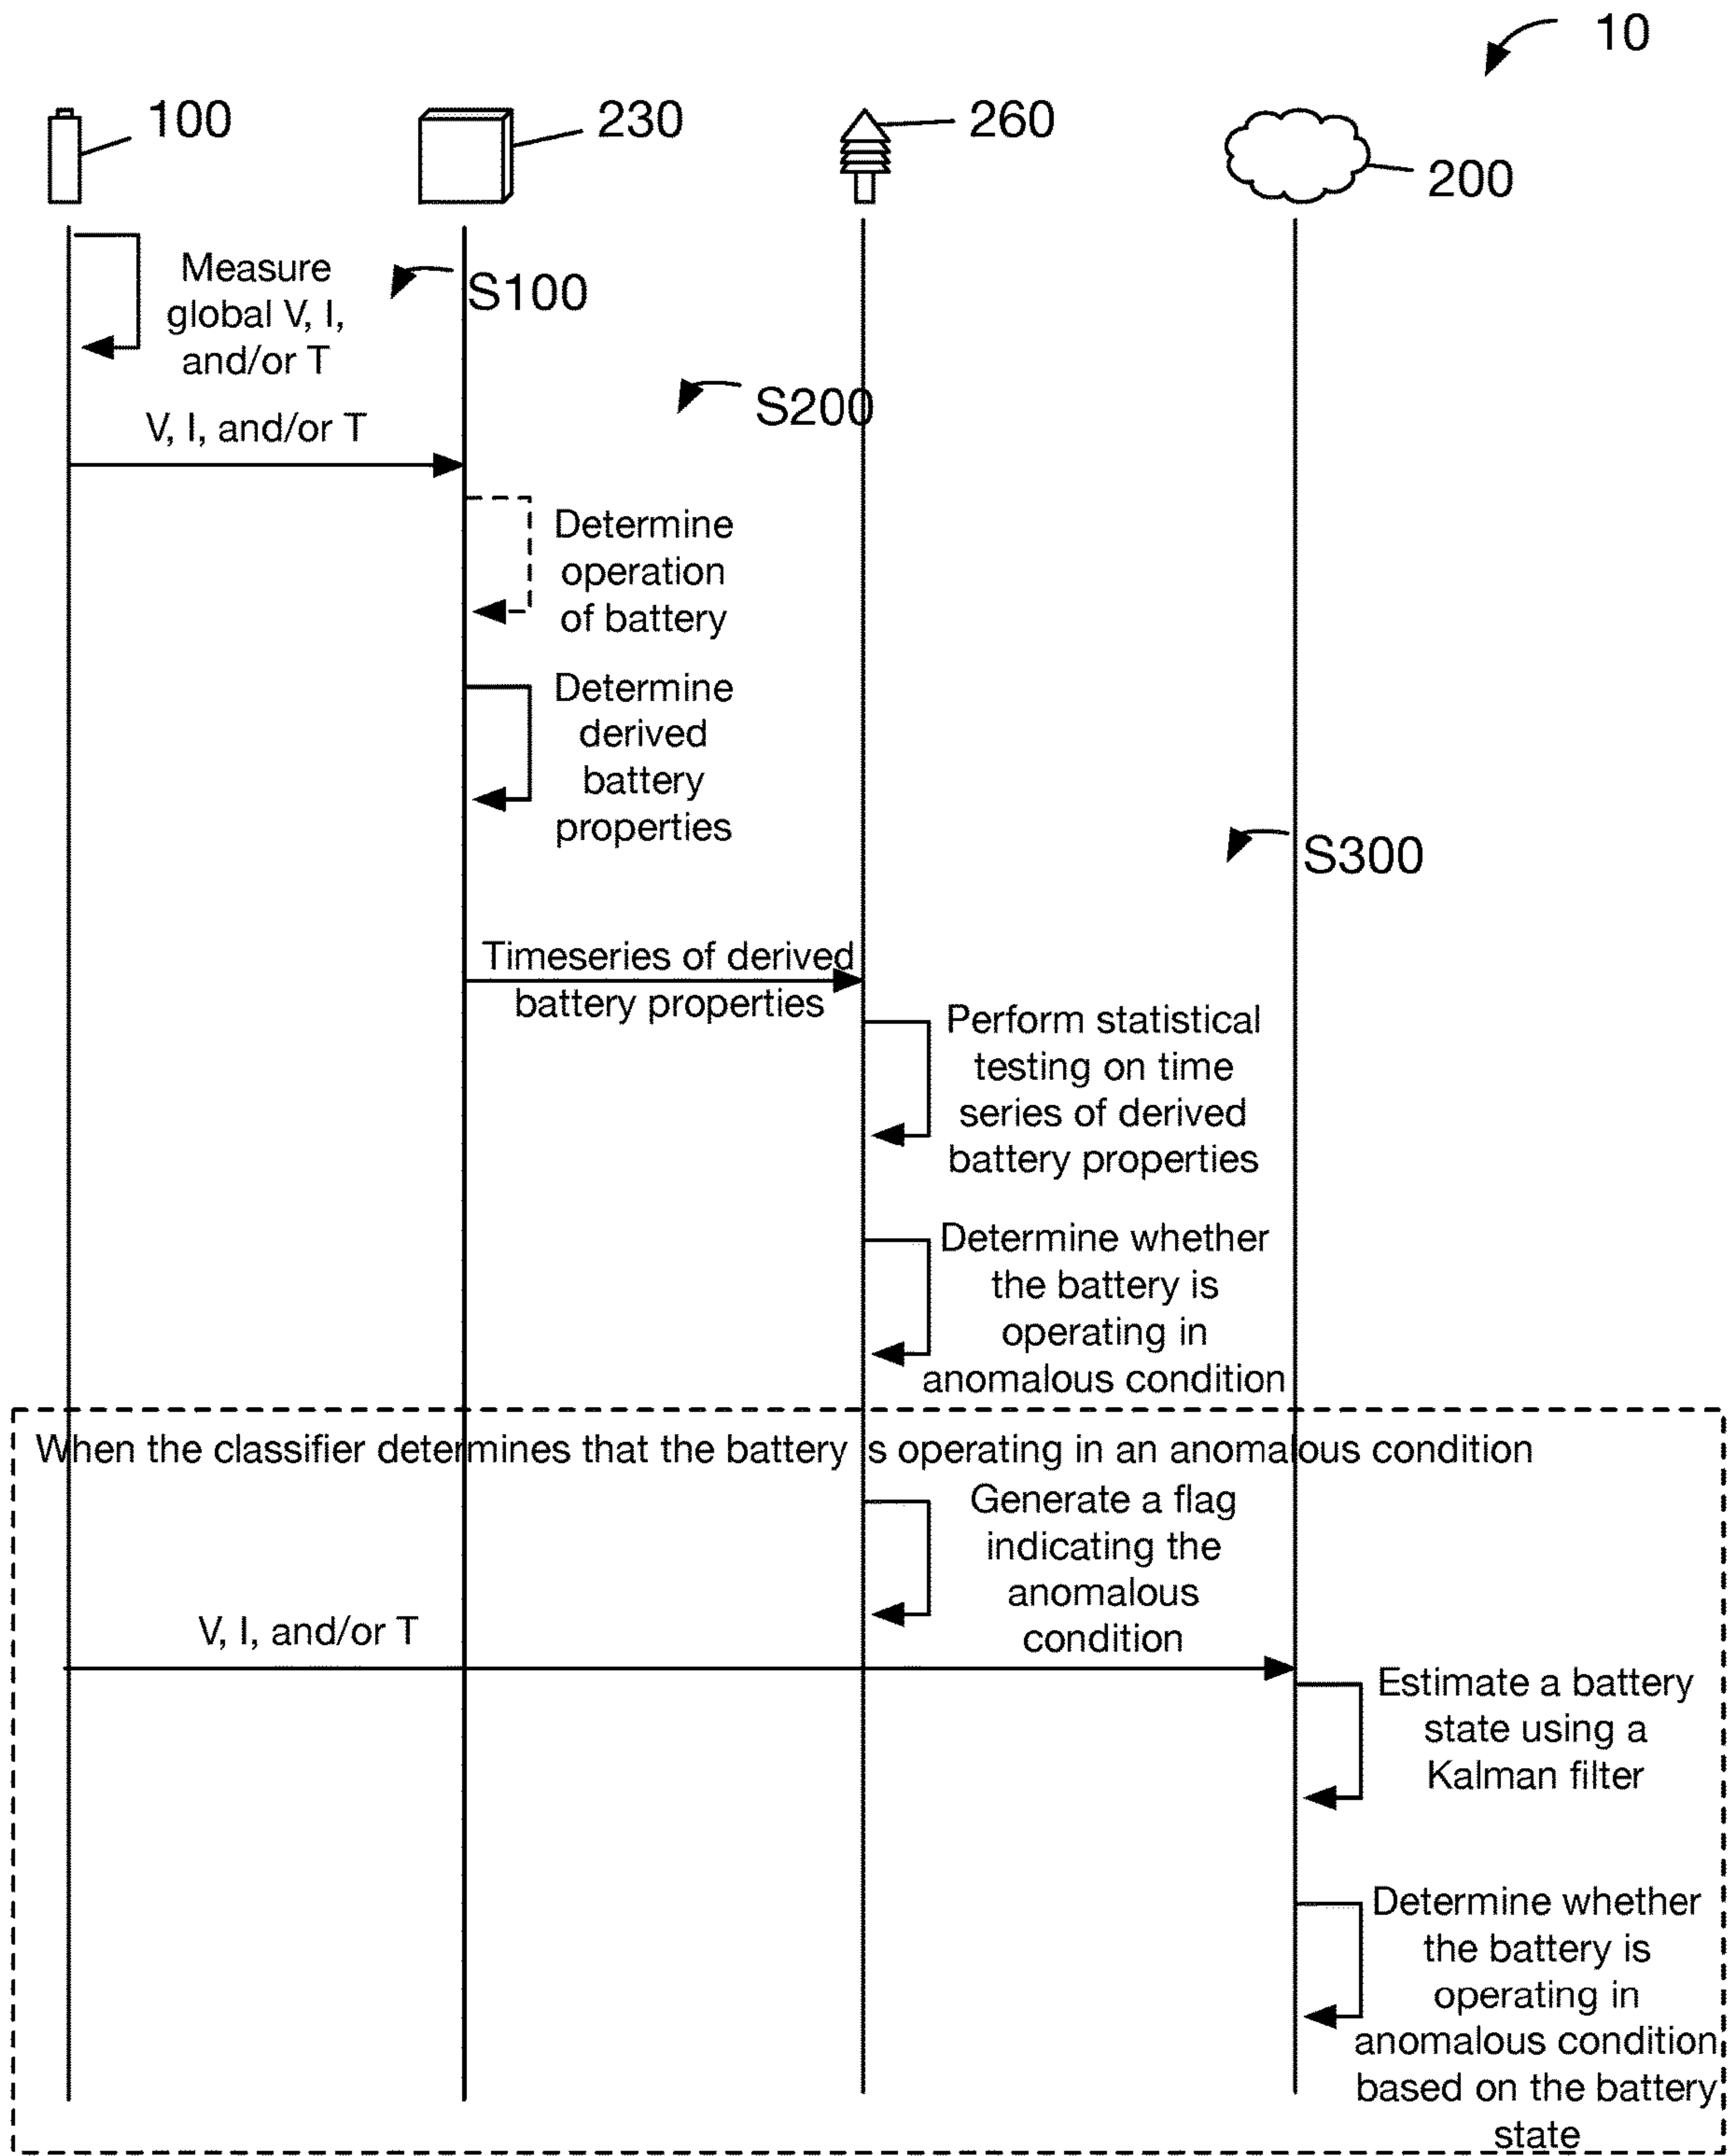 10
100
230
260
200
Measure
global V, I,
and/or T
S100
S200
V, I, and/or T
Determine
operation
of battery
Determine
derived
battery
properties
S300
Timeseries of derived
battery properties
Perform statistical
testing on time
series of derived
battery properties
Determine whether
the battery is
operating in
anomalous condition
When the classifier determines that the battery is operating in an anomalous condition
Generate a flag
indicating the
anomalous
condition
V, I, and/or T
Estimate a battery
state using a
Kalman filter
Determine whether
the battery is
operating in
anomalous condition
based on the battery
state